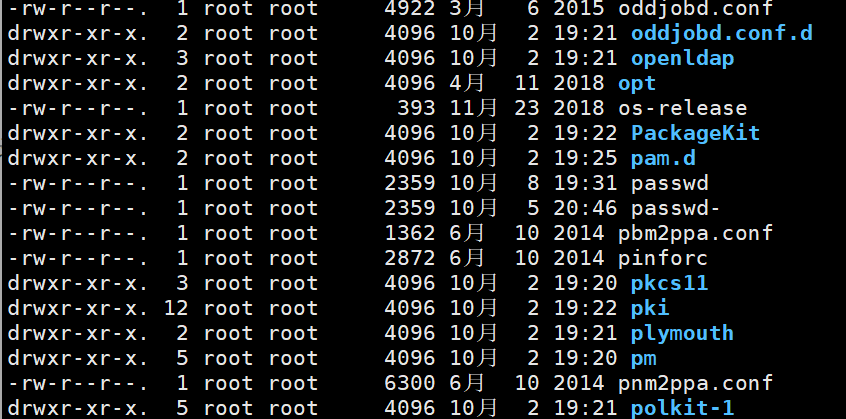 -rw-r--r--. 1 root root 4922 3月 6 2015 oddjobd.conf
drwxr-xr-x. 2 root root 4096 10月 2 19:21 oddjobd.conf.d
drwxr-xr-x. 3 root root 4096 10月 2 19:21 openldap
drwxr-xr-x. 2 root root 4096 4月 11 2018 opt
-rw-r--r--. 1 root root 393 11月 23 2018 os-release
drwxr-xr-x. 2 root root 4096 10月 2 19:22 PackageKit
drwxr-xr-x. 2 root root 4096 10月 2 19:25 pam.d
-rw-r--r--. 1 root root 2359 10月 8 19:31 passwd
-rw-r--r--. 1 root root 2359 10月 5 20:46 passwd-
-rw-r--r--. 1 root root 1362 6月 10 2014 pbm2ppa.conf
-rw-r--r--. 1 root root 2872 6月 10 2014 pinforc
drwxr-xr-x. 3 root root 4096 10月 2 19:20 pkcs11
drwxr-xr-x. 12 root root 4096 10月 2 19:22 pki
drwxr-xr-x. 2 root root 4096 10月 2 19:21 plymouth
drwxr-xr-x. 5 root root 4096 10月 2 19:20 pm
-rw-r--r--. 1 root root 6300 6月 10 2014 pnm2ppa.conf
drwxr-xr-x. 5 root root 4096 10月 2 19:21 polkit-1